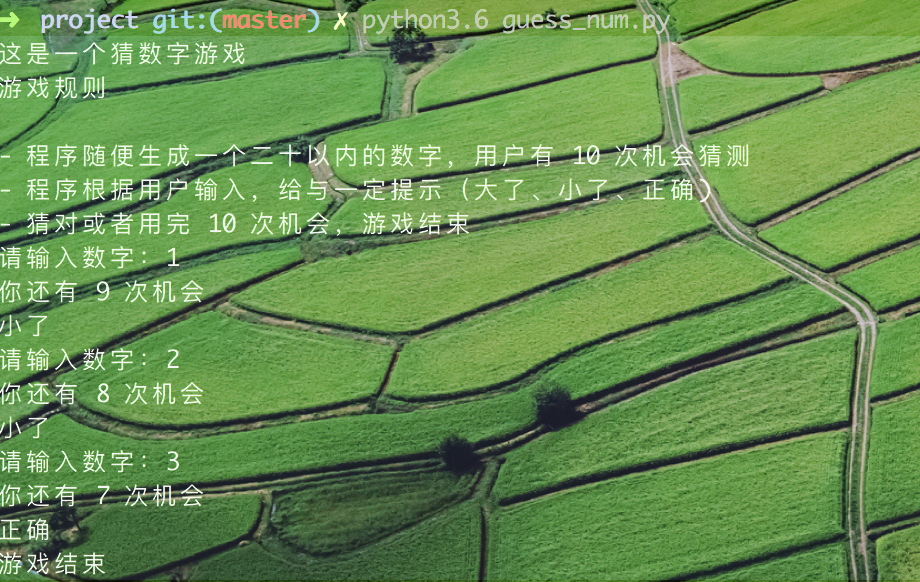 → project git:(master) ✗ python3.6 guess_num.py
这是一个猜数字游戏
游戏规则
- 程序随便生成一个二十以内的数字，用户有 10 次机会猜测
- 程序根据用户输入，给与一定提示（大了、小了、正确）
- 猜对或者用完 10 次机会，游戏结束
请输入数字：1
你还有 9 次机会
小了
请输入数字：2
你还有 8 次机会
小了
请输入数字：3
你还有 7 次机会
正确
游戏结束